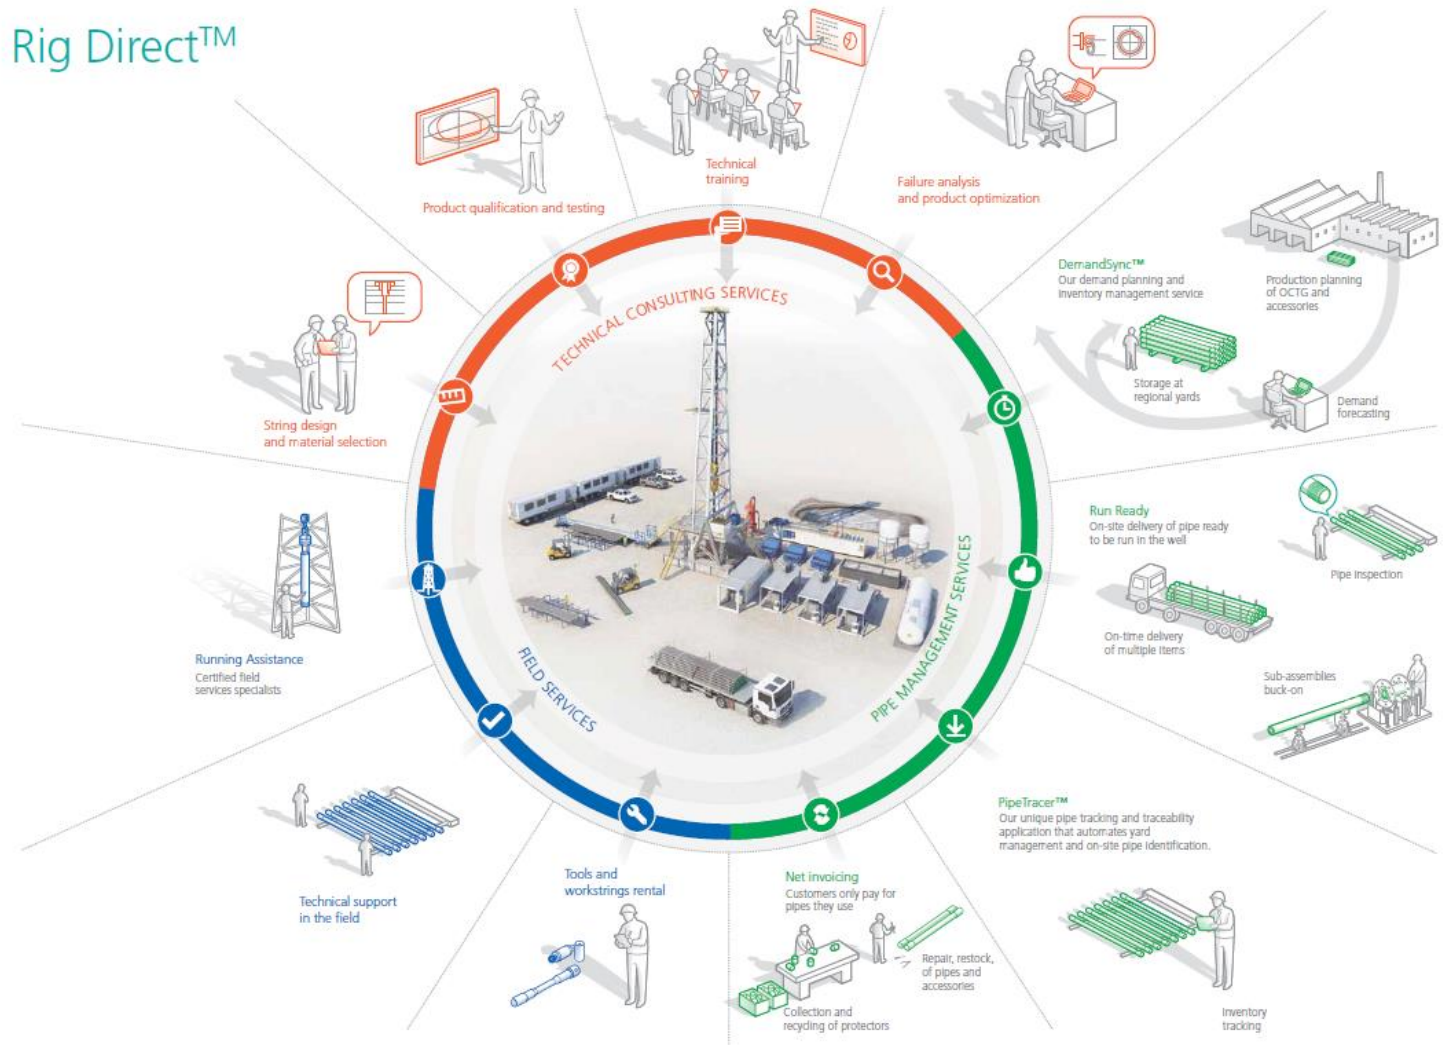 Rig Direct™
Technical
training
Product qualification and testing
Failure analysis
and product optimization
String design
and material selection
TECHNICAL CONSULTING SERVICES
DemandSync™
Our demand planning and
inventory management service
Production planning
of OCTG and
accessories
Storage at
regional yards
Demand
forecasting
Run Ready
On-site delivery of pipe ready
to be run in the well
Pipe inspection
On-time delivery
of multiple items
Sub-assemblies
buck-on
PIPE MANAGEMENT SERVICES
Running Assistance
Certified field
services specialists
FIELD SERVICES
Technical support
in the field
Tools and
workstrings rental
PipeTracer™
Our unique pipe tracking and traceability
application that automates yard
management and on-site pipe identification.
Inventory
tracking
Net invoicing
Customers only pay for
pipes they use
Repair, restock,
of pipes and
accessories
Collection and
recycling of protectors